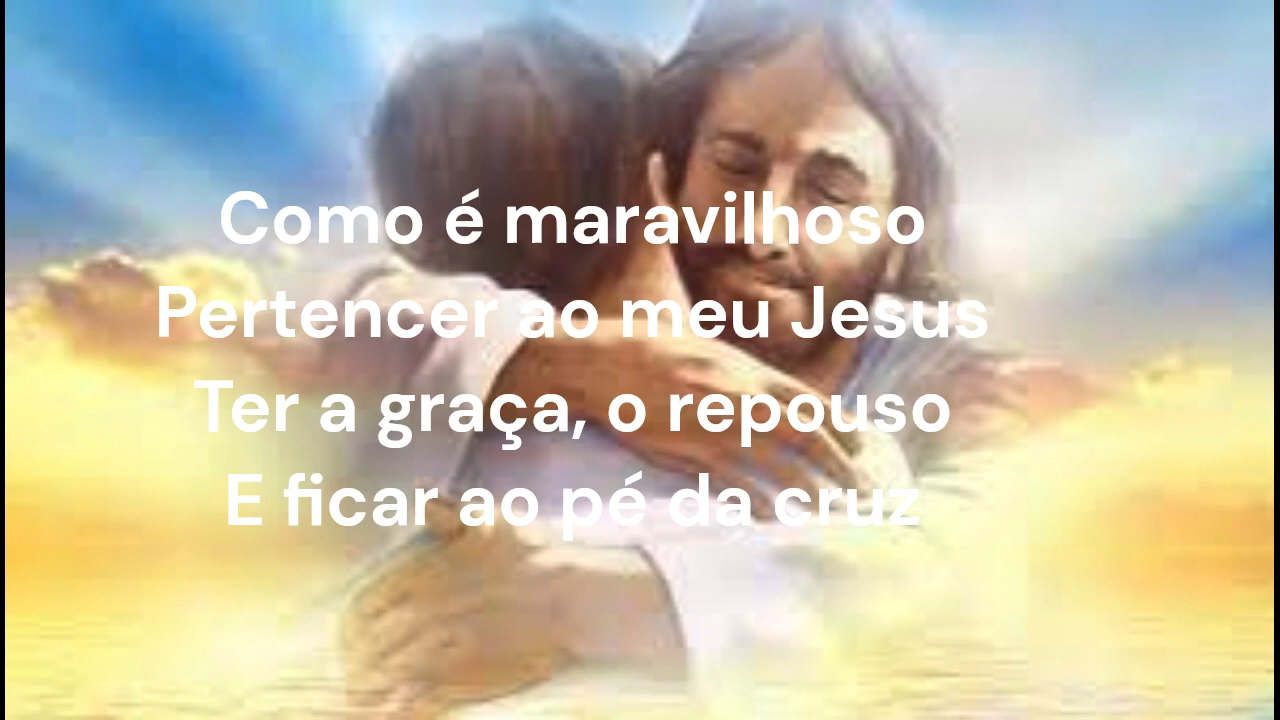 Como é maravilhoso
Pertencer ao meu Jesus
Ter a graça, o repouso
E ficar ao pé da cruz